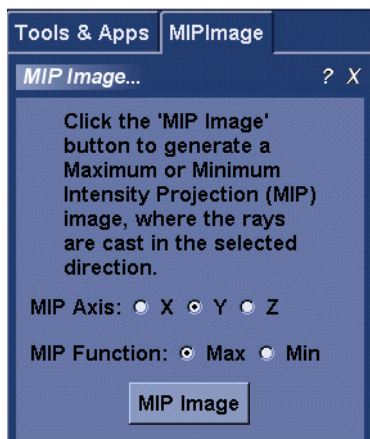 Tools & Apps MIPImage
MIP Image... ? X
Click the 'MIP Image'
button to generate a
Maximum or Minimum
Intensity Projection (MIP)
image, where the rays
are cast in the selected
direction.
MIP Axis: X Y Z
MIP Function: Max Min
MIP Image